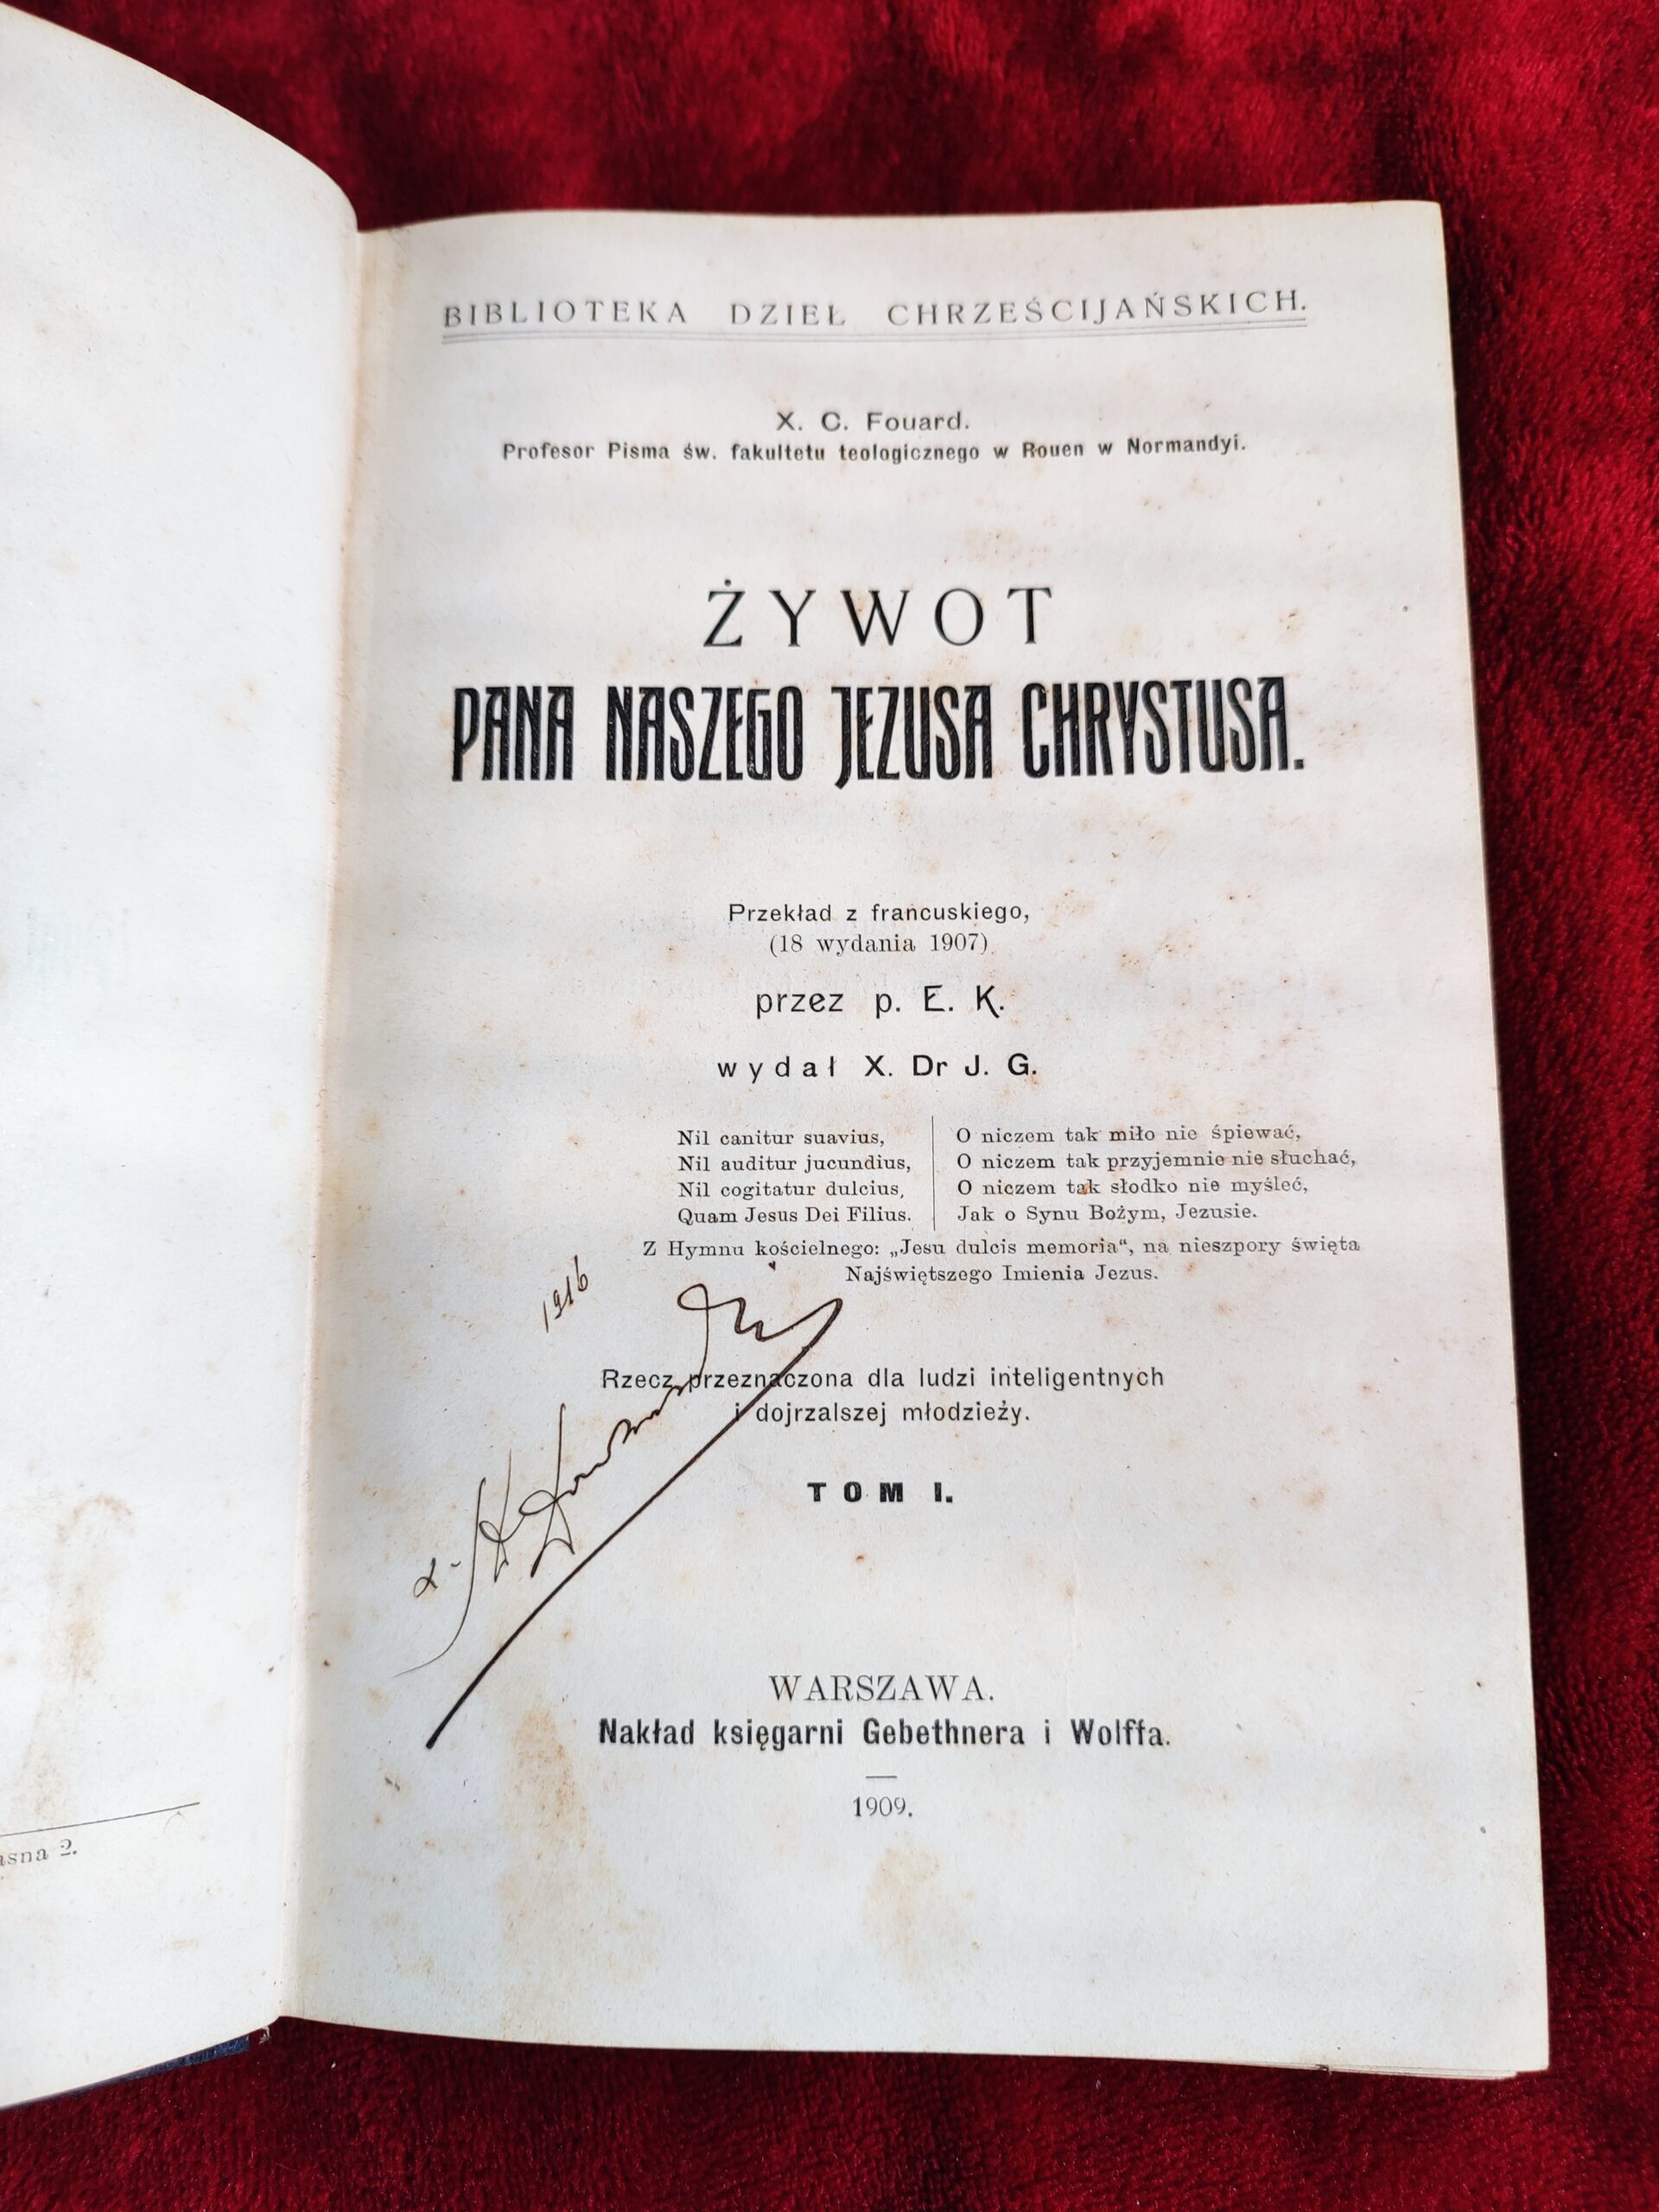 BIBLIOTEKA DZIEŁ CHRZEŚCIJAŃSKICH.
X. C. Fouard.
Profesor Pisma św. fakultetu teologicznego w Rouen w Normandyi.
ŻYWOT
PANA NASZEGO JEZUSA CHRYSTUSA.
Przekład z francuskiego,
(18 wydania 1907)
przez p. E. K.
wydał X. Dr J. G.
Nil canitur suavius,
Nil auditur jucundius,
Nil cogitatur dulcius,
Quam Jesus Dei Filius.
O niczem tak miło nie śpiewać,
O niczem tak przyjemnie nie słuchać,
O niczem tak słodko nie myśleć,
Jak o Synu Bożym, Jezusie.
Z Hymnu kościelnego: „Jesu dulcis memoria“, na nieszpory święta
Najświętszego Imienia Jezus.
1916
Rzecz przeznaczona dla ludzi inteligentnych
i dojrzalszej młodzieży.
TOM I.
WARSZAWA.
Nakład księgarni Gebethnera i Wolffa.
1909.
asna 2.